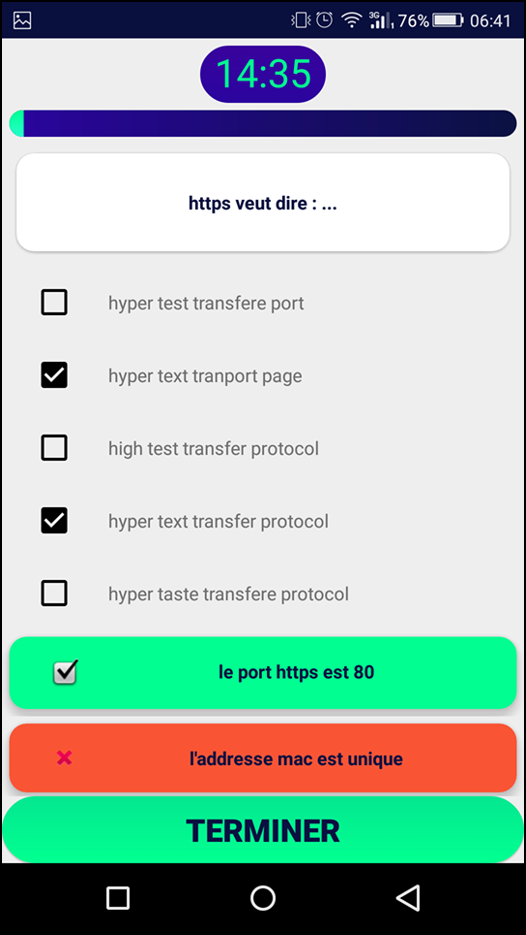 3G 76% 06:41
14:35
https veut dire : ...
hyper test transfere port
hyper text tranport page
high test transfer protocol
hyper text transfer protocol
hyper taste transfere protocol
le port https est 80
l'addresse mac est unique
TERMINER